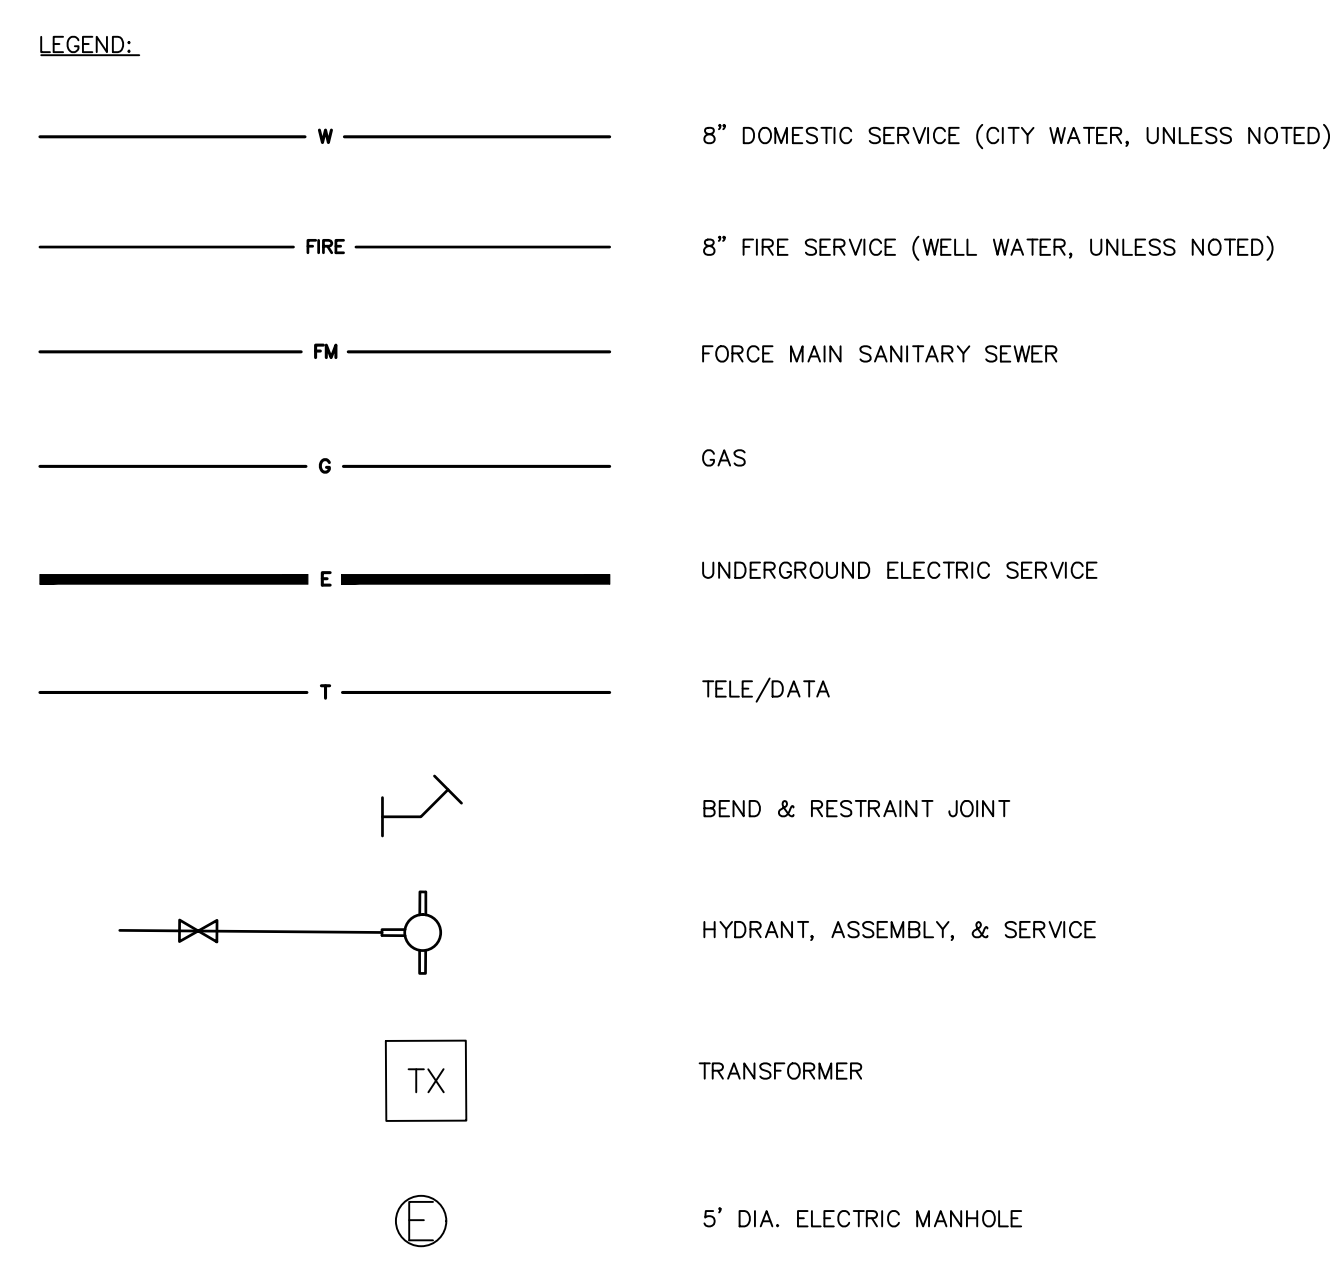 LEGEND:
W 8" DOMESTIC SERVICE (CITY WATER, UNLESS NOTED)
FIRE 8" FIRE SERVICE (WELL WATER, UNLESS NOTED)
FM FORCE MAIN SANITARY SEWER
G GAS
E UNDERGROUND ELECTRIC SERVICE
T TELE/DATA
BEND & RESTRAINT JOINT
HYDRANT, ASSEMBLY, & SERVICE
TX TRANSFORMER
E 5' DIA. ELECTRIC MANHOLE